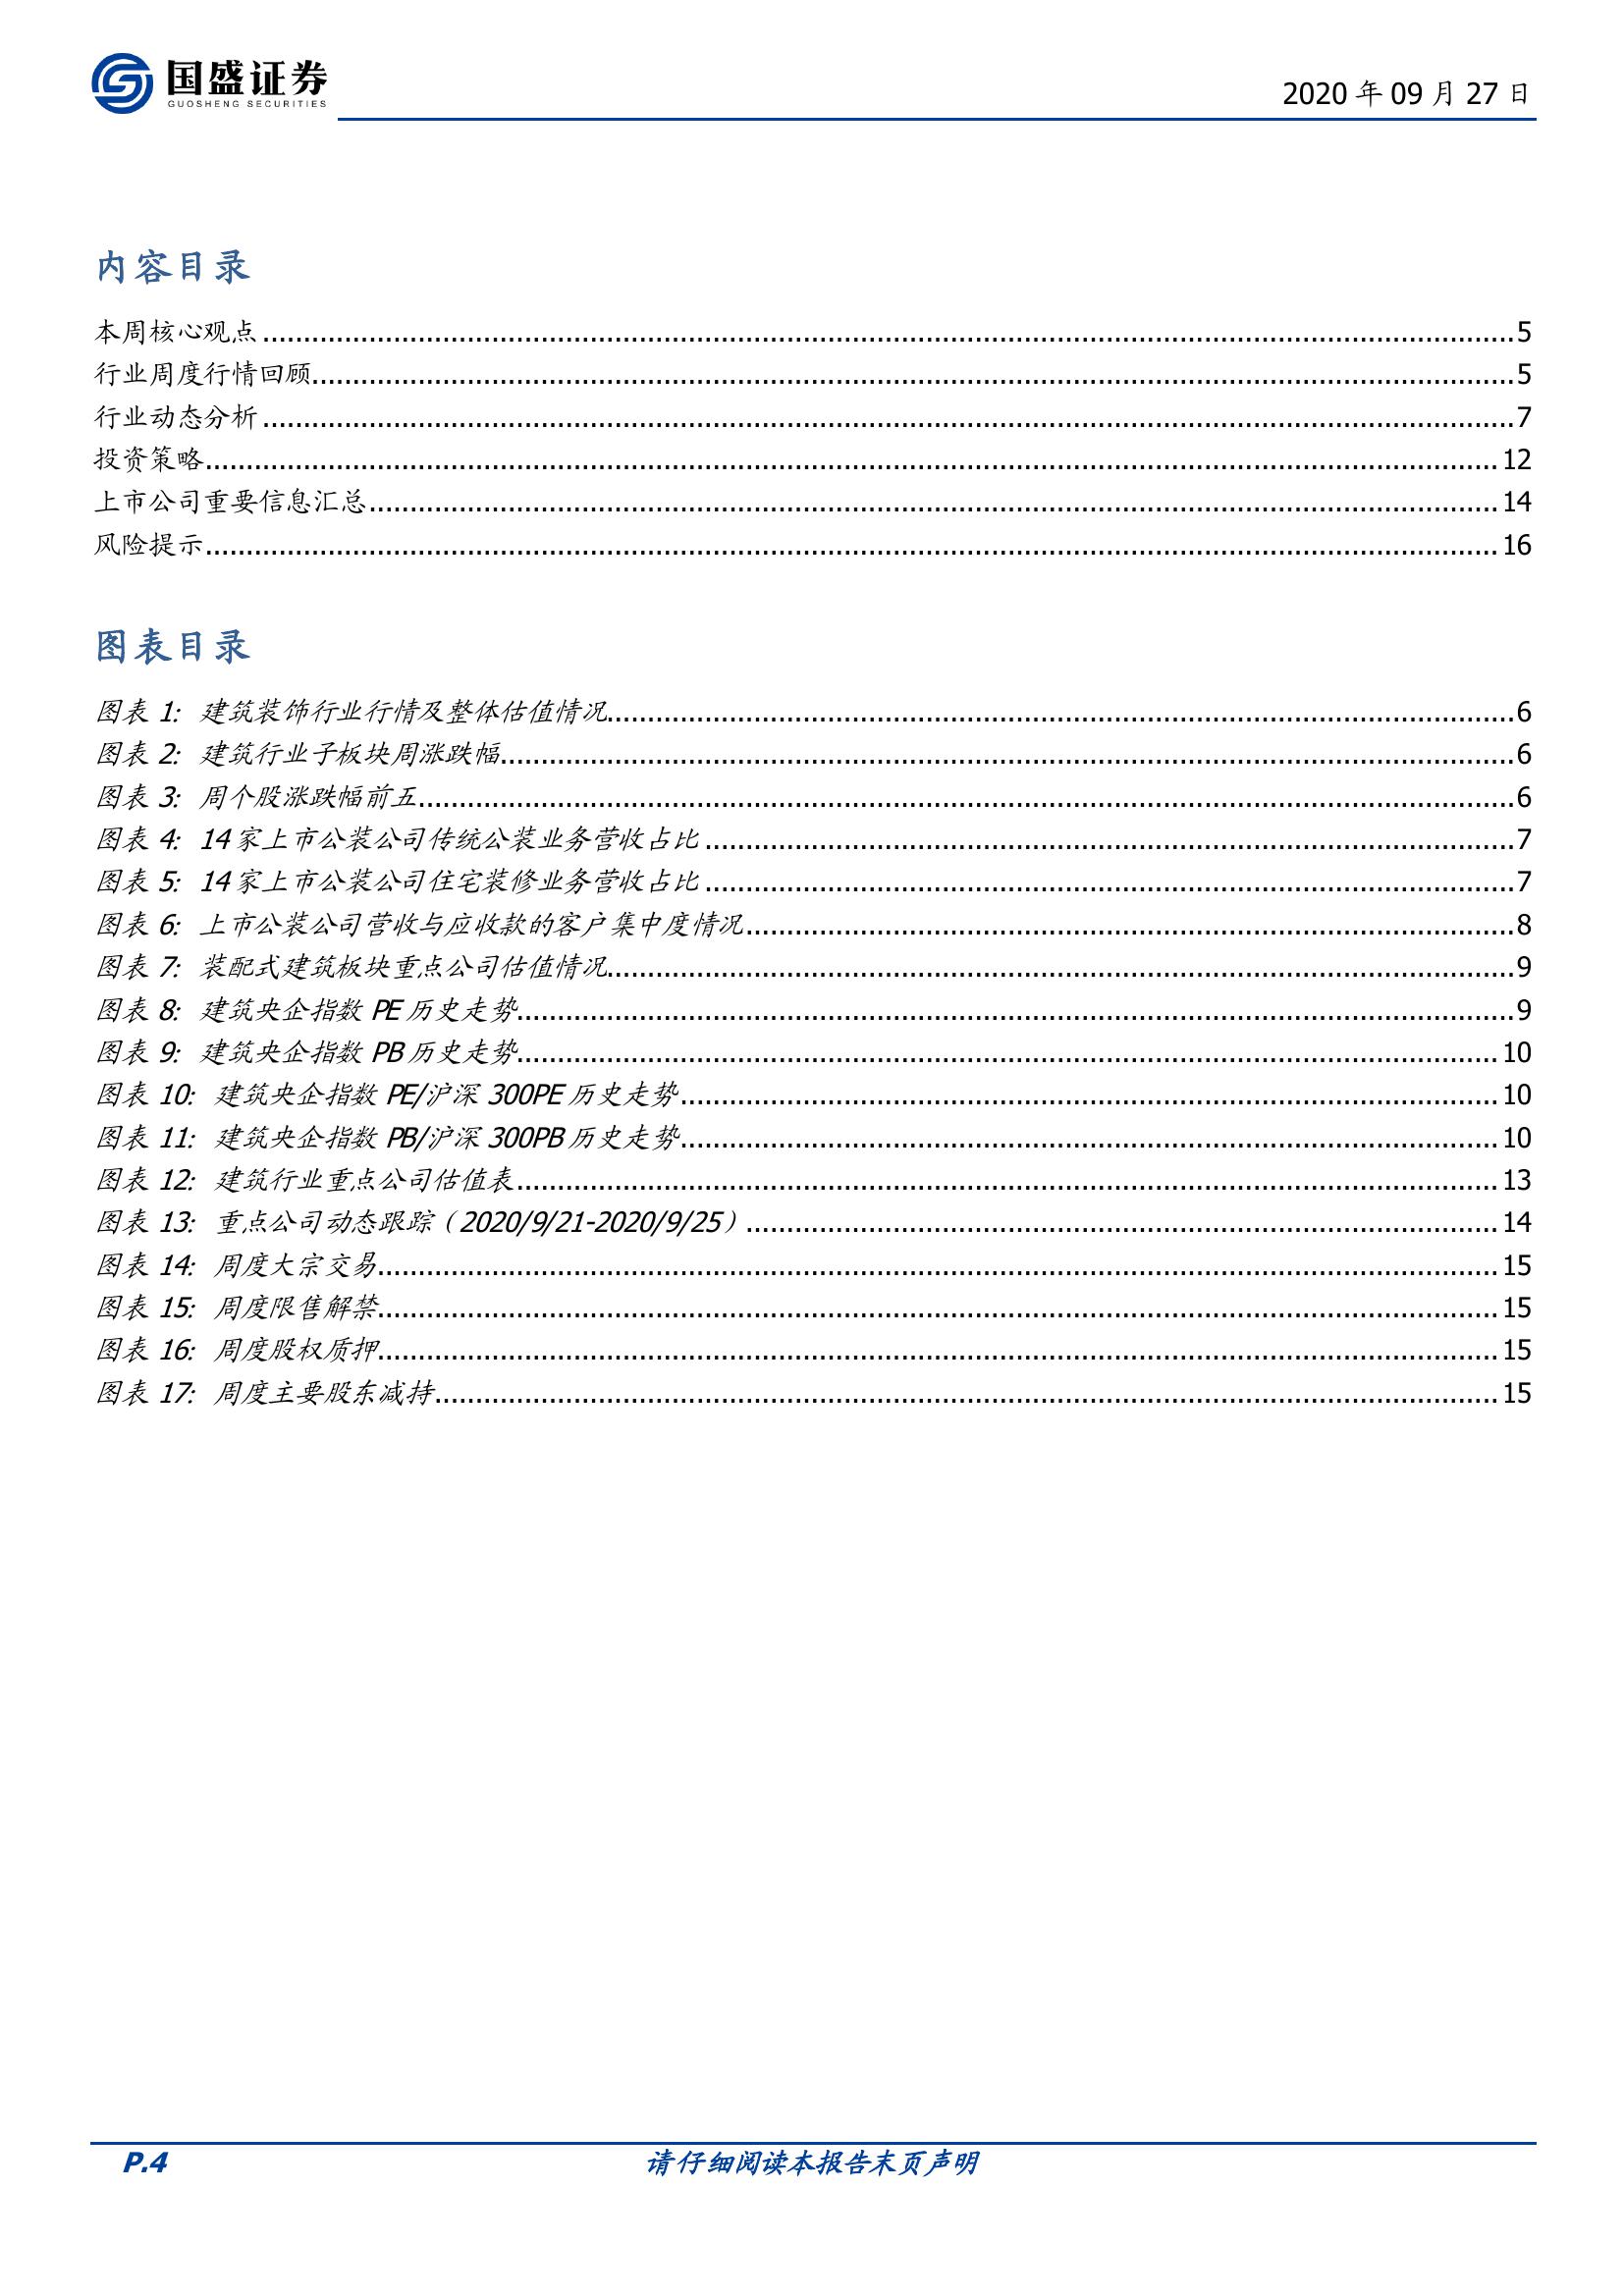 国盛证券
GUOSHENG SECURITIES
2020 年 09 月 27 日
内容目录
本周核心观点 ........ 5
行业周度行情回顾 ........ 5
行业动态分析 ........ 7
投资策略 ........ 12
上市公司重要信息汇总 ........ 14
风险提示 ........ 16
图表目录
图表 1: 建筑装饰行业行情及整体估值情况 ........ 6
图表 2: 建筑行业子板块周涨跌幅 ........ 6
图表 3: 周个股涨跌幅前五 ........ 6
图表 4: 14 家上市公装公司传统公装业务营收占比 ........ 7
图表 5: 14 家上市公装公司住宅装修业务营收占比 ........ 7
图表 6: 上市公装公司营收与应收款的客户集中度情况 ........ 8
图表 7: 装配式建筑板块重点公司估值情况 ........ 9
图表 8: 建筑央企指数 PE 历史走势 ........ 9
图表 9: 建筑央企指数 PB 历史走势 ........ 10
图表 10: 建筑央企指数 PE/沪深 300PE 历史走势 ........ 10
图表 11: 建筑央企指数 PB/沪深 300PB 历史走势 ........ 10
图表 12: 建筑行业重点公司估值表 ........ 13
图表 13: 重点公司动态跟踪（2020/9/21-2020/9/25） ........ 14
图表 14: 周度大宗交易 ........ 15
图表 15: 周度限售解禁 ........ 15
图表 16: 周度股权质押 ........ 15
图表 17: 周度主要股东减持 ........ 15
P.4 请仔细阅读本报告末页声明